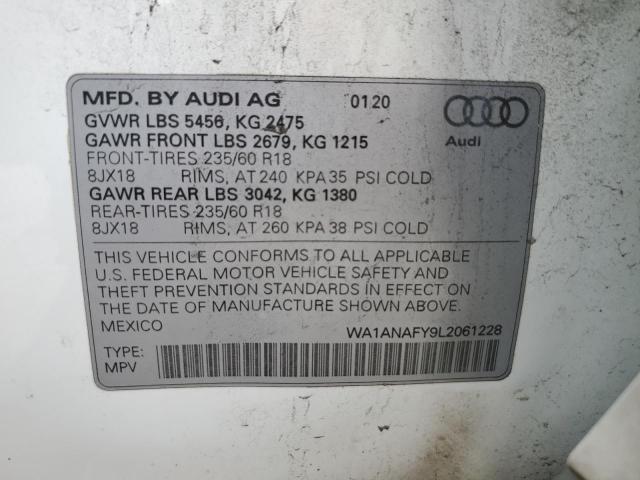 MFD. BY AUDI AG 01 20
GVWR LBS 5456, KG 2475
GAWR FRONT LBS 2679, KG 1215
FRONT-TIRES 235/60 R18
8JX18 RIMS, AT 240 KPA 35 PSI COLD
GAWR REAR LBS 3042, KG 1380
REAR-TIRES 235/60 R18
8JX18 RIMS, AT 260 KPA 38 PSI COLD
Audi
THIS VEHICLE CONFORMS TO ALL APPLICABLE
U.S. FEDERAL MOTOR VEHICLE SAFETY AND
THEFT PREVENTION STANDARDS IN EFFECT ON
THE DATE OF MANUFACTURE SHOWN ABOVE.
MEXICO WA1ANAFY9L2061228
TYPE:
MPV